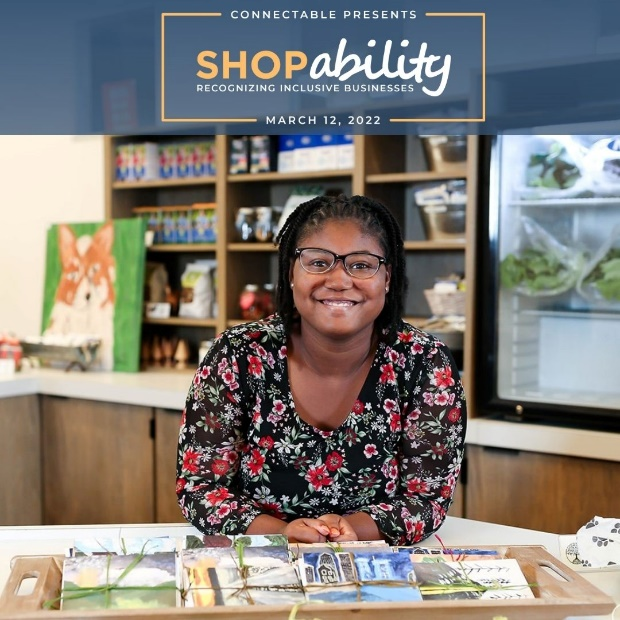 CONNECTABLE PRESENTS
SHOPability
RECOGNIZING INCLUSIVE BUSINESSES
MARCH 12, 2022